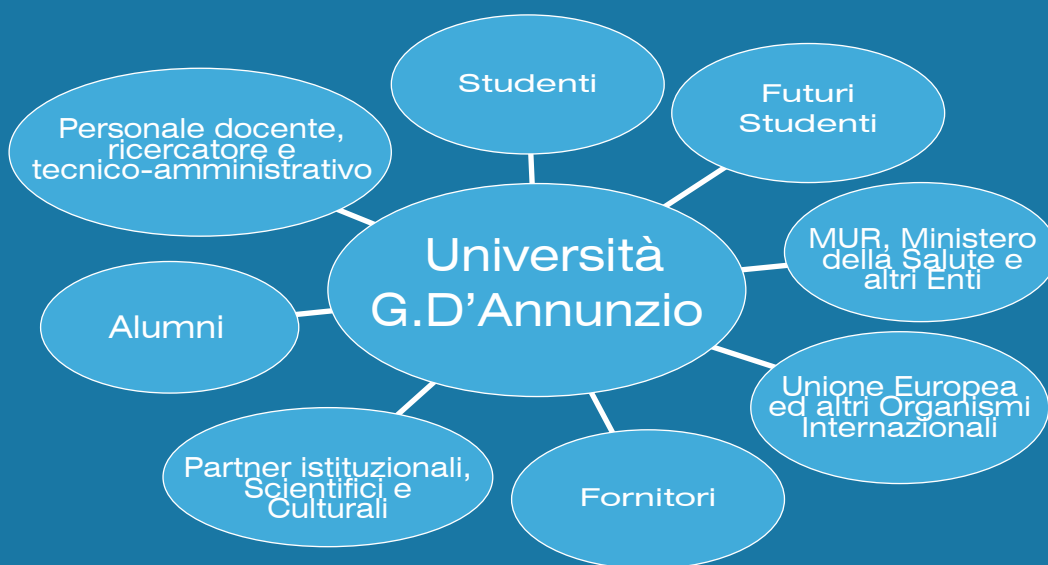 Studenti
Futuri
Studenti
Personale docente,
ricercatore e
tecnico-amministrativo
MUR, Ministero
della Salute e
altri Enti
Università
G.D'Annunzio
Alumni
Unione Europea
ed altri Organismi
Internazionali
Partner istituzionali,
Scientifici e
Culturali
Fornitori